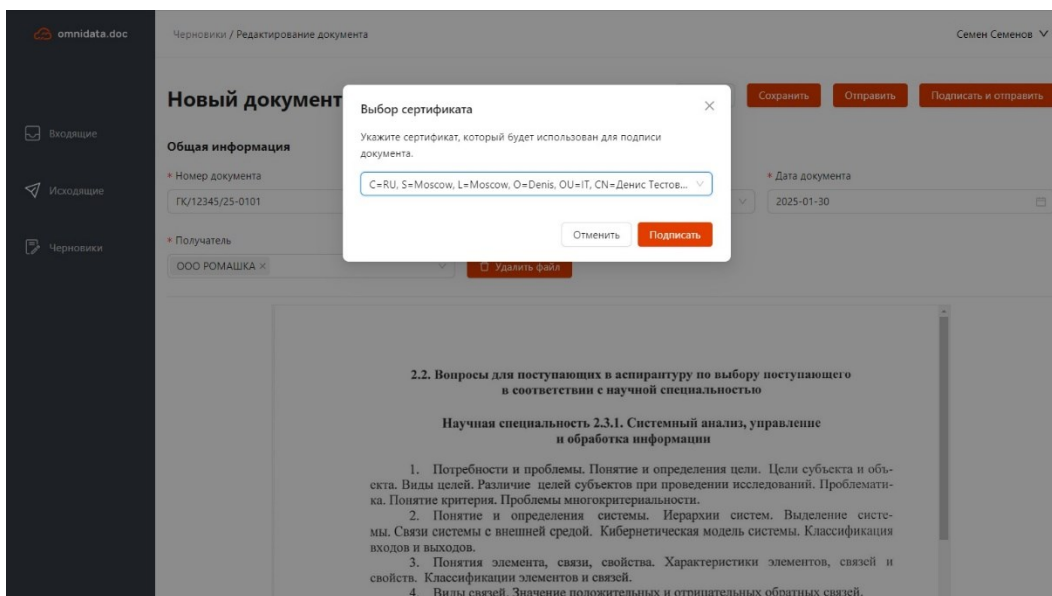 omnidata.doc
Черновики / Редактирование документа
Семен Семенов
Новый документ
Сохранить
Отправить
Подписать и отправить
Выбор сертификата
Укажите сертификат, который будет использован для подписи
документа.
C=RU, S=Moscow, L=Moscow, O=Denis, OU=IT, CN=Денис Тестов...
Отменить
Подписать
Входящие
Исходящие
Черновики
Общая информация
* Номер документа
ГК/12345/25-0101
* Дата документа
2025-01-30
* Получатель
ООО РОМАШКА ×
Удалить файл
2.2. Вопросы для поступающих в аспирантуру по выбору поступающего
в соответствии с научной специальностью
Научная специальность 2.3.1. Системный анализ, управление
и обработка информации
1. Потребности и проблемы. Понятие и определения цели. Цели субъекта и объ-
екта. Виды целей. Различие целей субъектов при проведении исследований. Проблемати-
ка. Понятие критерия. Проблемы многокритериальности.
2. Понятие и определения системы. Иерархии систем. Выделение систе-
мы. Связи системы с внешней средой. Кибернетическая модель системы. Классификация
входов и выходов.
3. Понятия элемента, связи, свойства. Характеристики элементов, связей и
свойств. Классификации элементов и связей.
4. Виды связей. Значение положительных и отрицательных обратных связей.